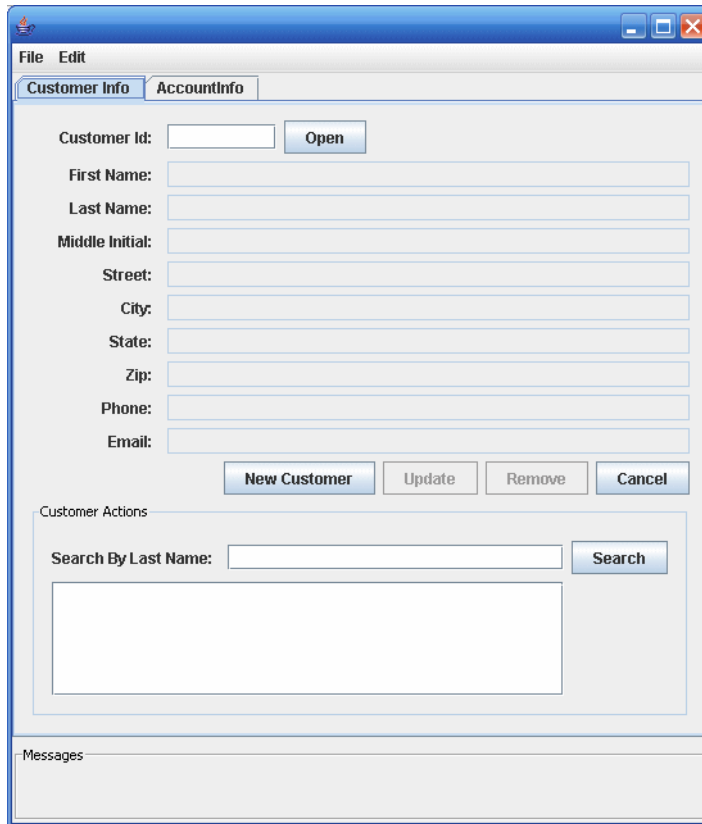 File Edit
Customer Info AccountInfo
Customer Id: Open
First Name:
Last Name:
Middle Initial:
Street:
City:
State:
Zip:
Phone:
Email:
New Customer Update Remove Cancel
Customer Actions
Search By Last Name: Search
Messages